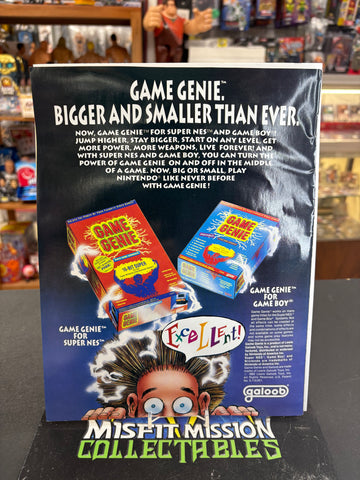 GAME GENIE.™
BIGGER AND SMALLER THAN EVER.
NOW, GAME GENIE™ FOR SUPER NES™ AND GAME BOY®!
JUMP HIGHER, STAY BIGGER, START ON ANY LEVEL, GET
MORE POWER, MORE WEAPONS, LIVE FOREVER! AND
WITH SUPER NES AND GAME BOY, YOU CAN TURN THE
POWER OF GAME GENIE ON AND OFF IN THE MIDDLE
OF A GAME. NOW, BIG OR SMALL, PLAY
NINTENDO® LIKE NEVER BEFORE
WITH GAME GENIE!
GAME
GENIE
GAME
GENIE
GAME GENIE™
FOR
GAME BOY®
GAME GENIE™
FOR
SUPER NES™
ExceLLent!
galoob
MISFIT MISSION
COLLECTABLES